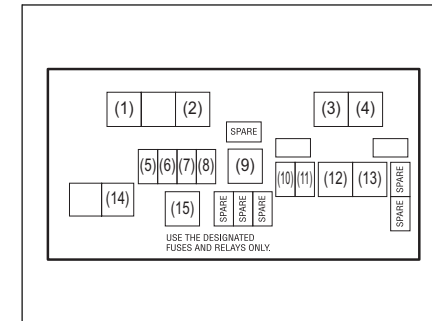 (1) (2) (3) (4)
SPARE
(5) (6) (7) (8) (9) (10) (11) (12) (13) SPARE
(14) (15) SPARE SPARE SPARE SPARE
USE THE DESIGNATED
FUSES AND RELAYS ONLY.